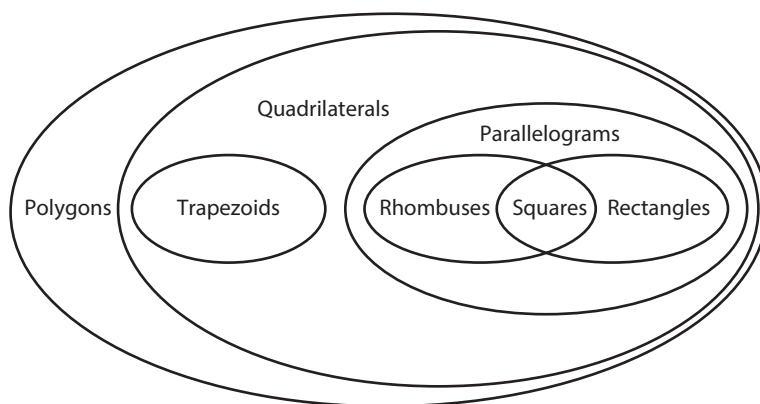 Quadrilaterals
Parallelograms
Polygons
Trapezoids
Rhombuses
Squares
Rectangles